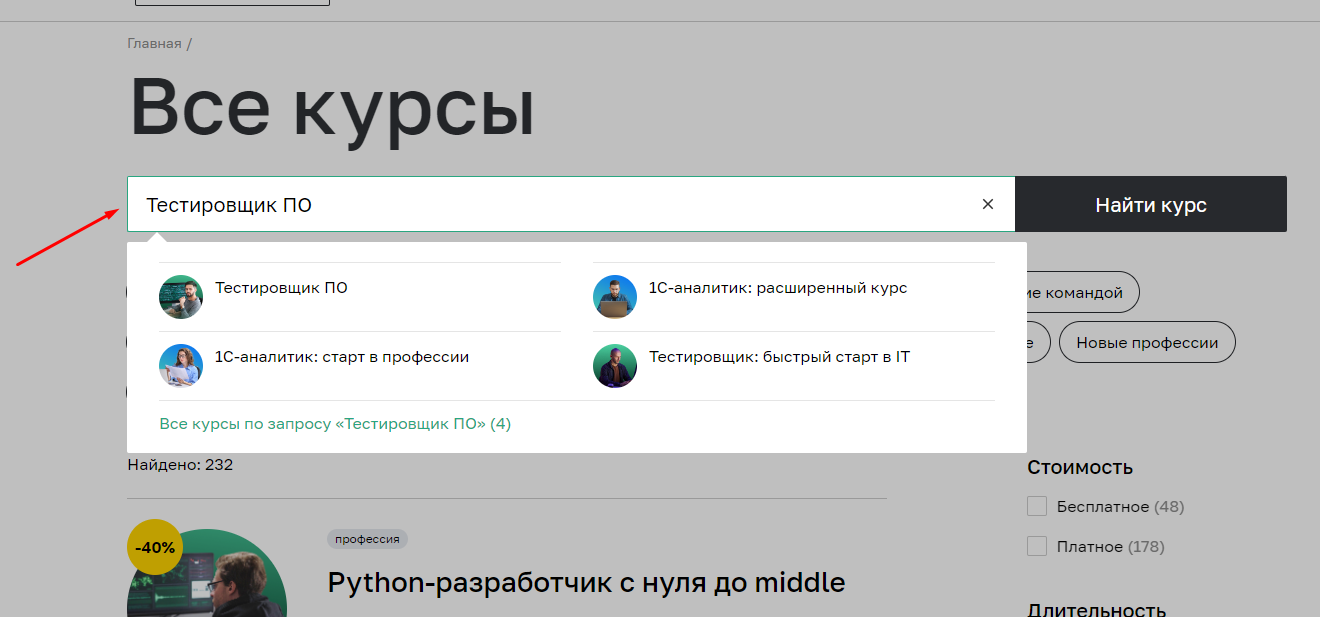 Главная /
Все курсы
Тестировщик ПО
Найти курс
Тестировщик ПО
1С-аналитик: расширенный курс
1С-аналитик: старт в профессии
Тестировщик: быстрый старт в IT
Все курсы по запросу «Тестировщик ПО» (4)
ие командой
е
Новые профессии
Найдено: 232
Стоимость
Бесплатное (48)
Платное (178)
Длительность
-40%
профессия
Python-разработчик с нуля до middle